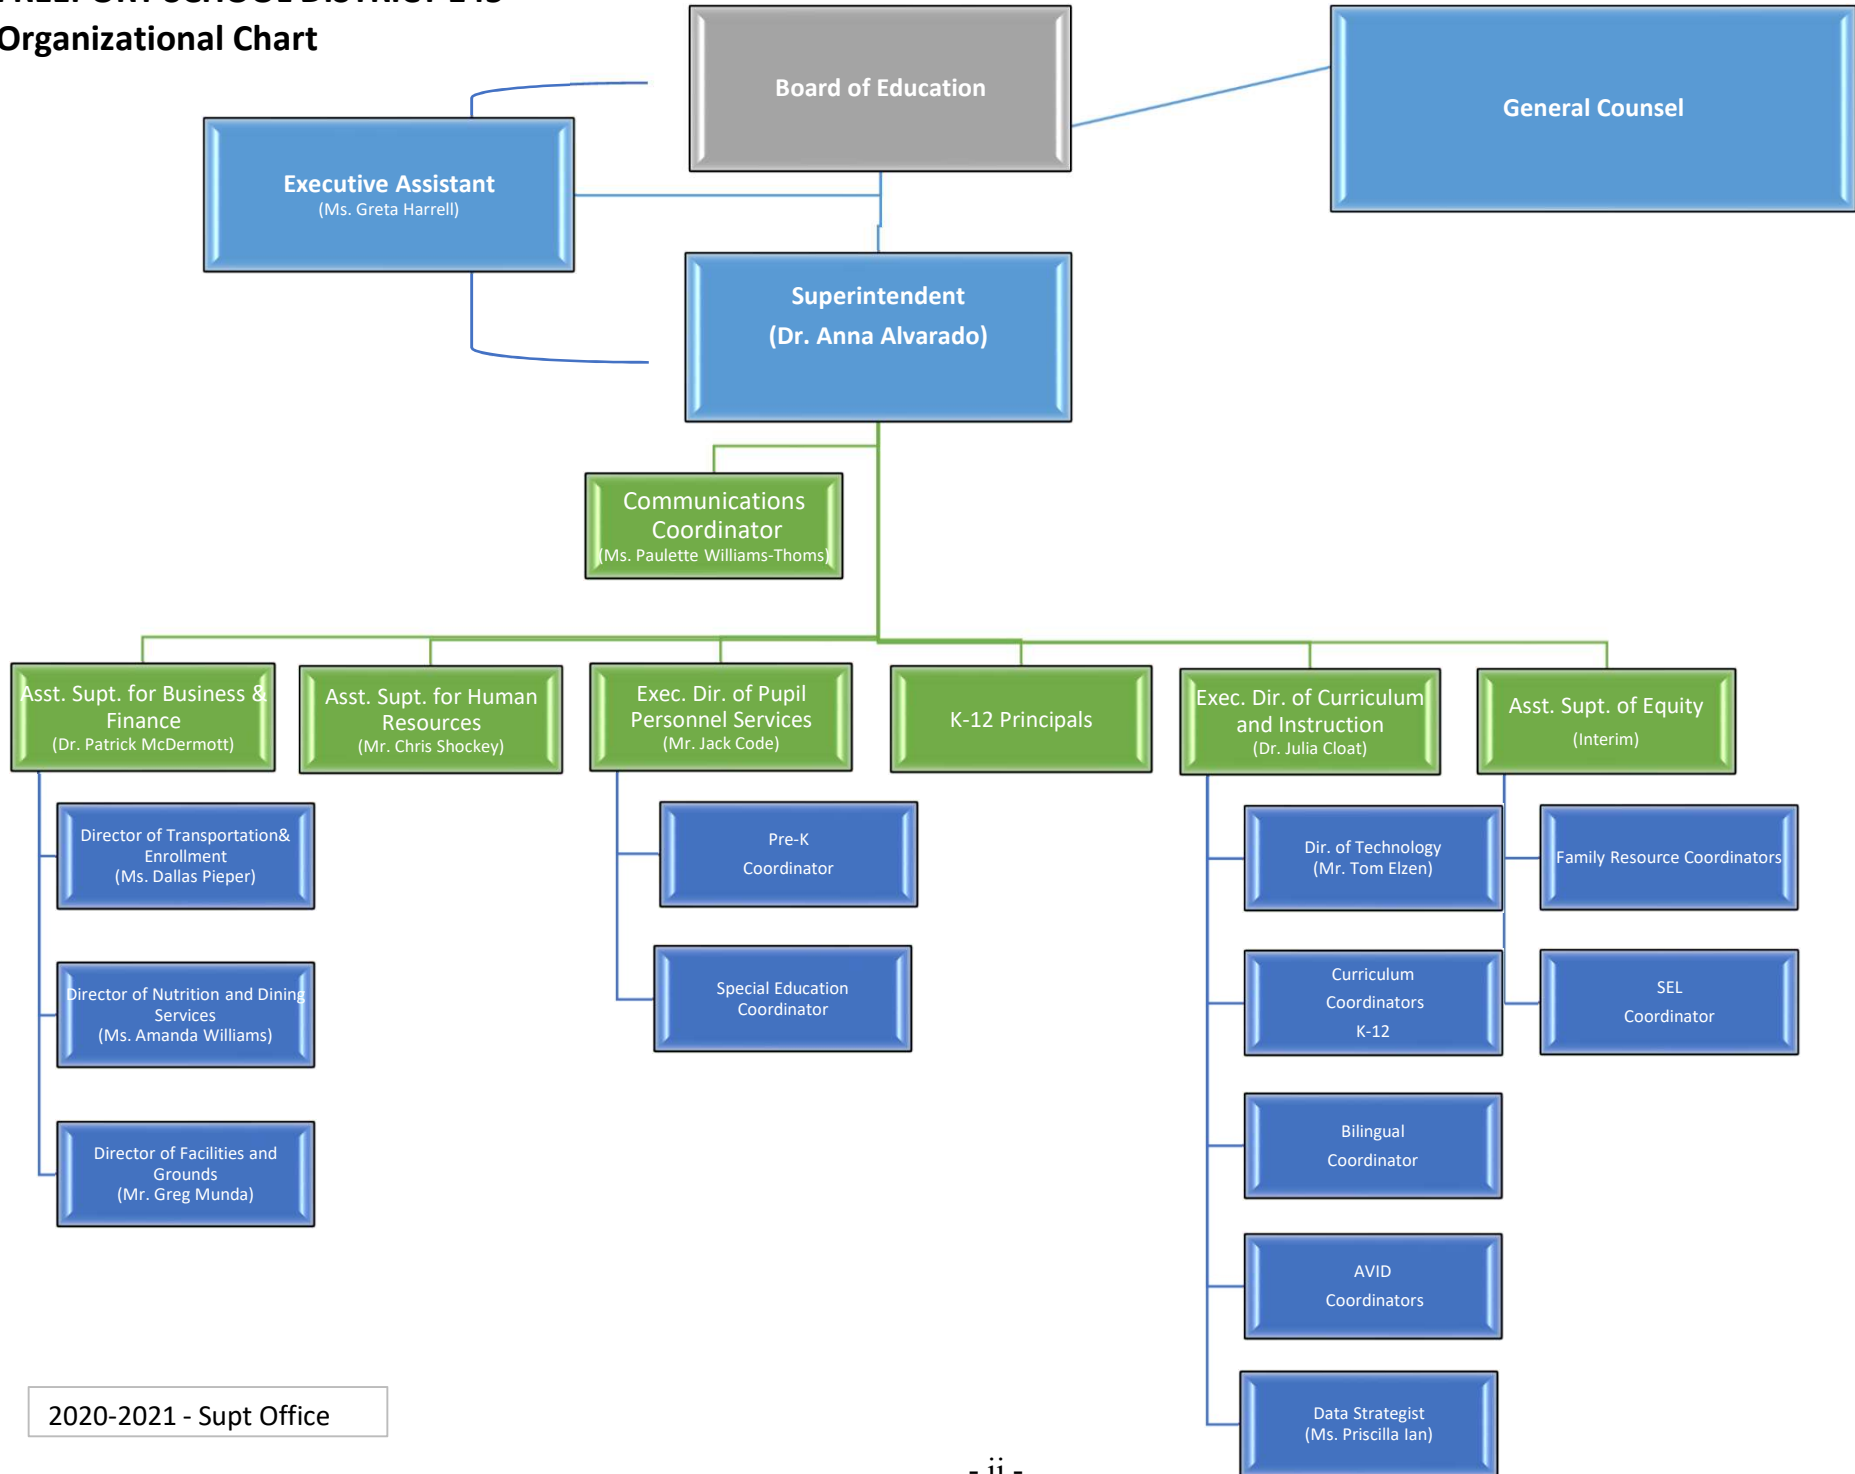 Organizational Chart
Board of Education
General Counsel
Executive Assistant
(Ms. Greta Harrell)
Superintendent
(Dr. Anna Alvarado)
Communications
Coordinator
(Ms. Paulette Williams-Thoms)
Asst. Supt. for Business &
Finance
(Dr. Patrick McDermott)
Asst. Supt. for Human
Resources
(Mr. Chris Shockey)
Exec. Dir. of Pupil
Personnel Services
(Mr. Jack Code)
K-12 Principals
Exec. Dir. of Curriculum
and Instruction
(Dr. Julia Cloat)
Asst. Supt. of Equity
(Interim)
Director of Transportation&
Enrollment
(Ms. Dallas Pieper)
Pre-K
Coordinator
Dir. of Technology
(Mr. Tom Elzen)
Family Resource Coordinators
Director of Nutrition and Dining
Services
(Ms. Amanda Williams)
Special Education
Coordinator
Curriculum
Coordinators
K-12
SEL
Coordinator
Director of Facilities and
Grounds
(Mr. Greg Munda)
Bilingual
Coordinator
AVID
Coordinators
Data Strategist
(Ms. Priscilla Ian)
2020-2021 - Supt Office
- ii -